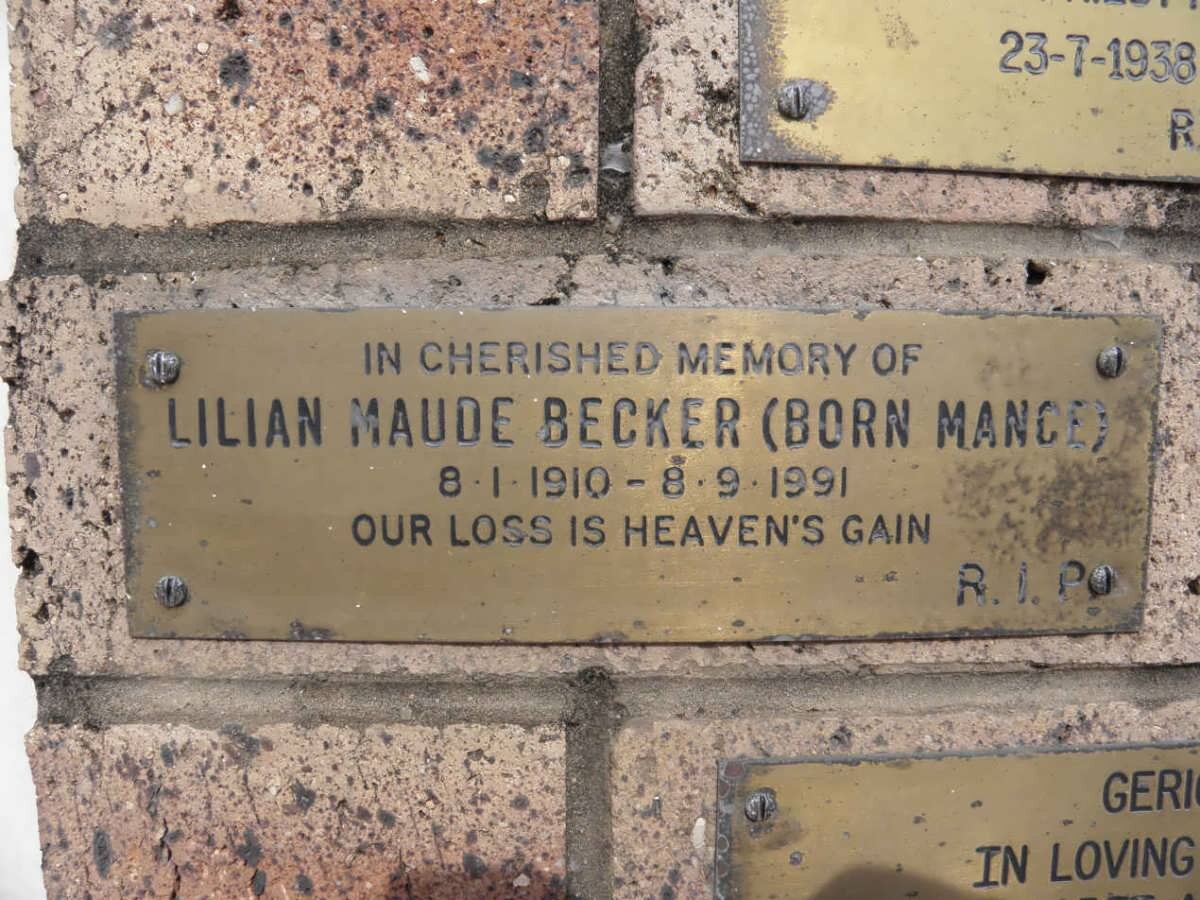 23-7-1938
IN CHERISHED MEMORY OF
LILIAN MAUDE BECKER (BORN MANCE)
8·1·1910 - 8·9·1991
OUR LOSS IS HEAVEN'S GAIN
R.I.P
IN LOVING